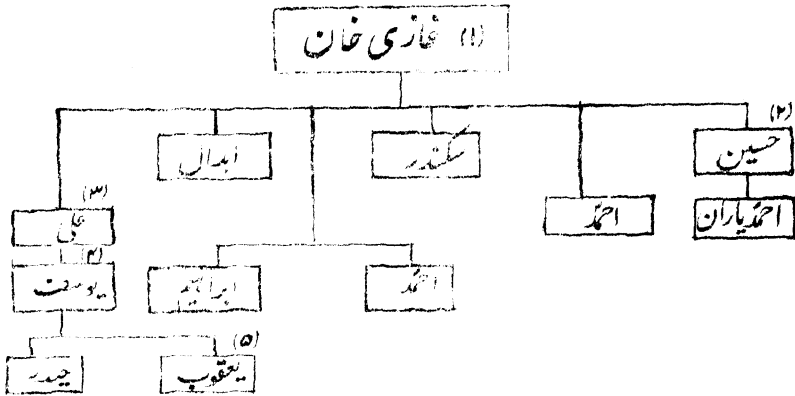 (۱) غازی خان
(۲)
حسین
سکندر
ابدال
(۳)
احمد یاران
احمد
علی
(۴)
احمد
ابراہیم
یوسف
(۵)
یعقوب
حیدر